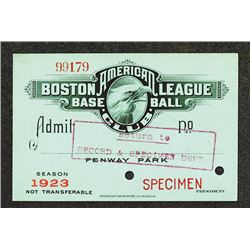 99179
AMERICAN
BOSTON LEAGUE
BASE BALL
CLUB
Admit No
Return to
RECORD & SPECIMEN DEPT
FENWAY PARK
SEASON
1923
NOT TRANSFERABLE
SPECIMEN
PRESIDENT